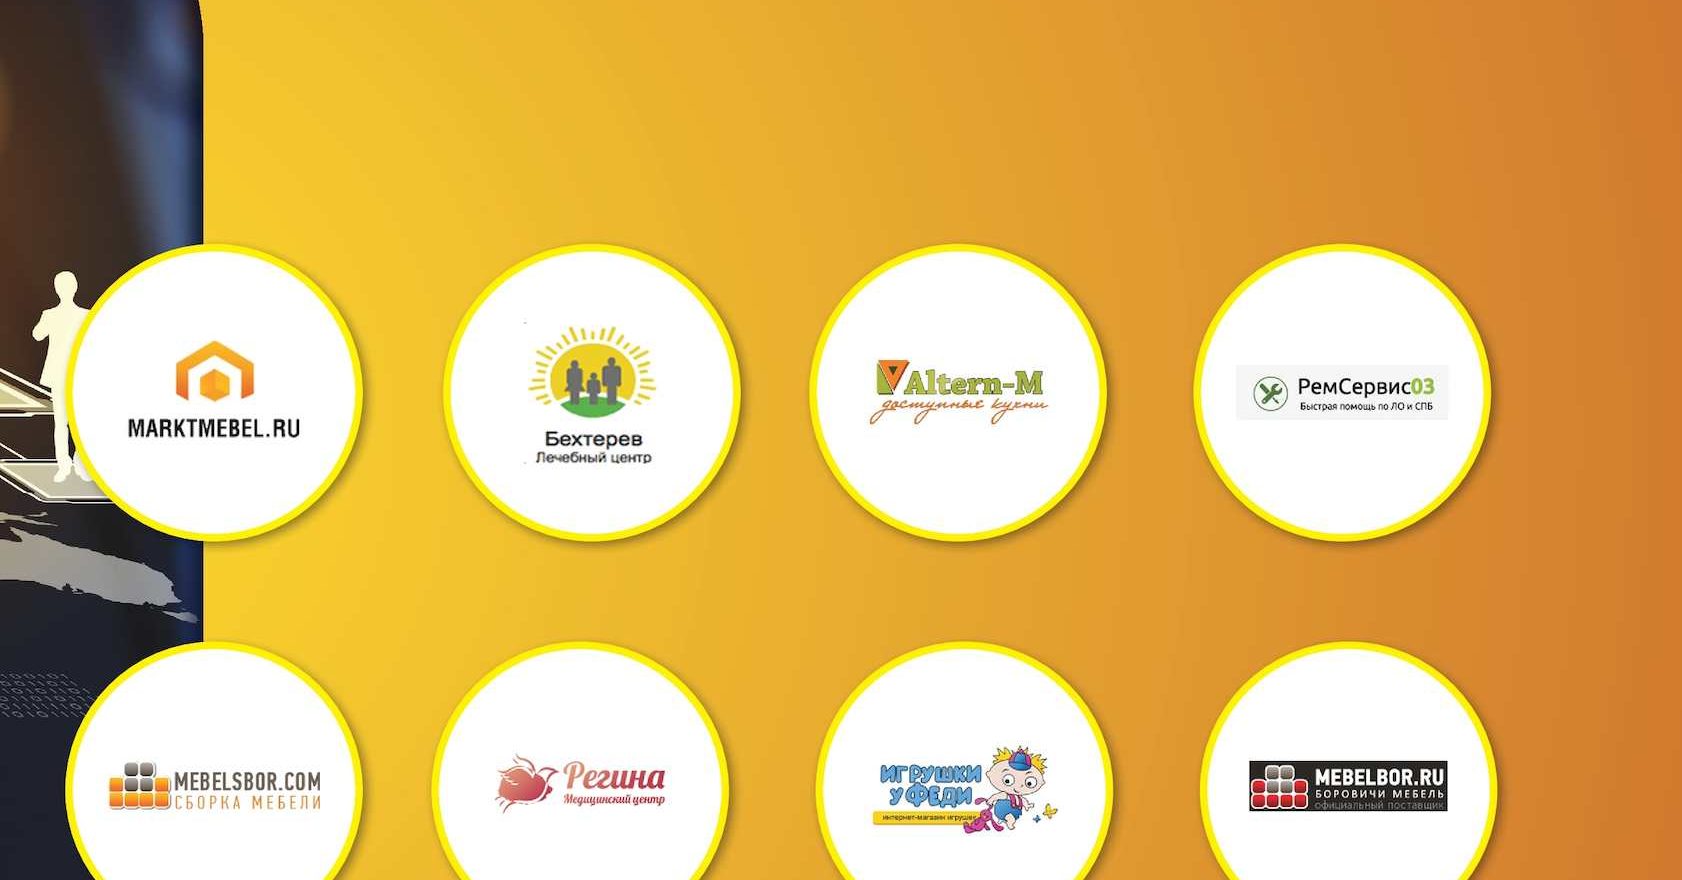 MARKTMEBEL.RU
Бехтерев
Лечебный центр
Altern-M
доступные кухни
РемСервис03
Быстрая помощь по ЛО и СПБ
MEBELSBOR.COM
СБОРКА МЕБЕЛИ
Регина
Медицинский центр
ИГРУШКИ
У ФЕДИ
интернет-магазин игрушек
MEBELBOR.RU
БОРОВИЧИ МЕБЕЛЬ
официальный поставщик